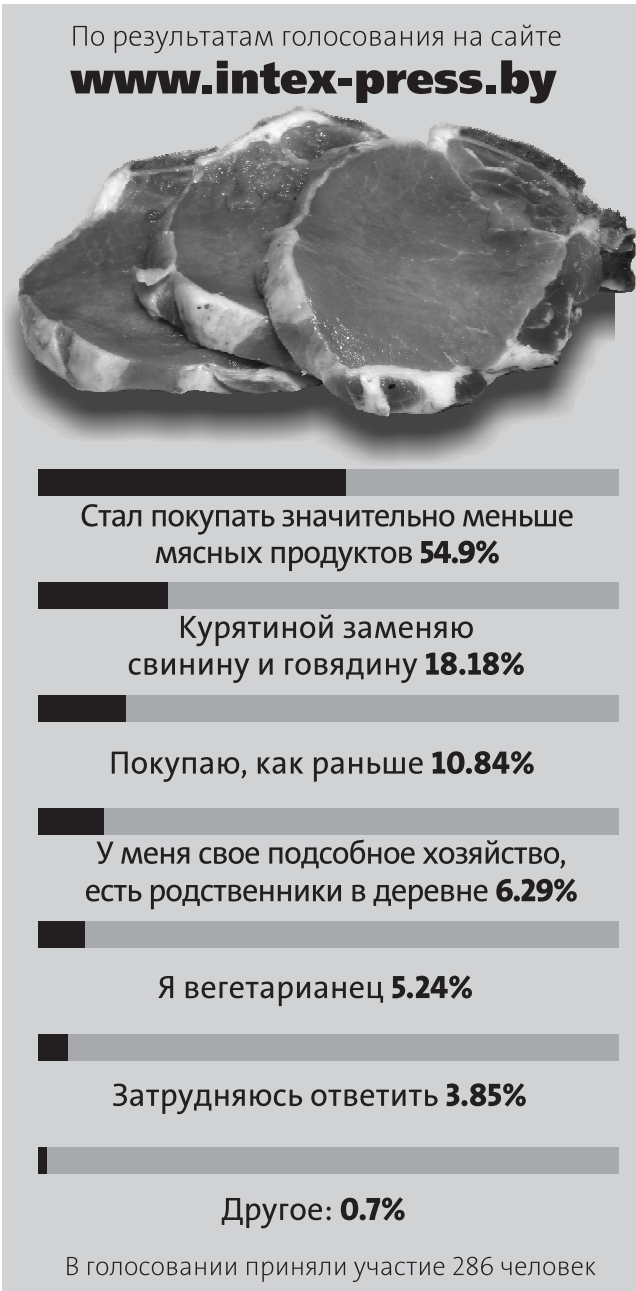 По результатам голосования на сайте
www.intex-press.by
Стал покупать значительно меньше
мясных продуктов 54.9%
Курятиной заменяю
свинину и говядину 18.18%
Покупаю, как раньше 10.84%
У меня свое подсобное хозяйство,
есть родственники в деревне 6.29%
Я вегетарианец 5.24%
Затрудняюсь ответить 3.85%
Другое: 0.7%
В голосовании приняли участие 286 человек